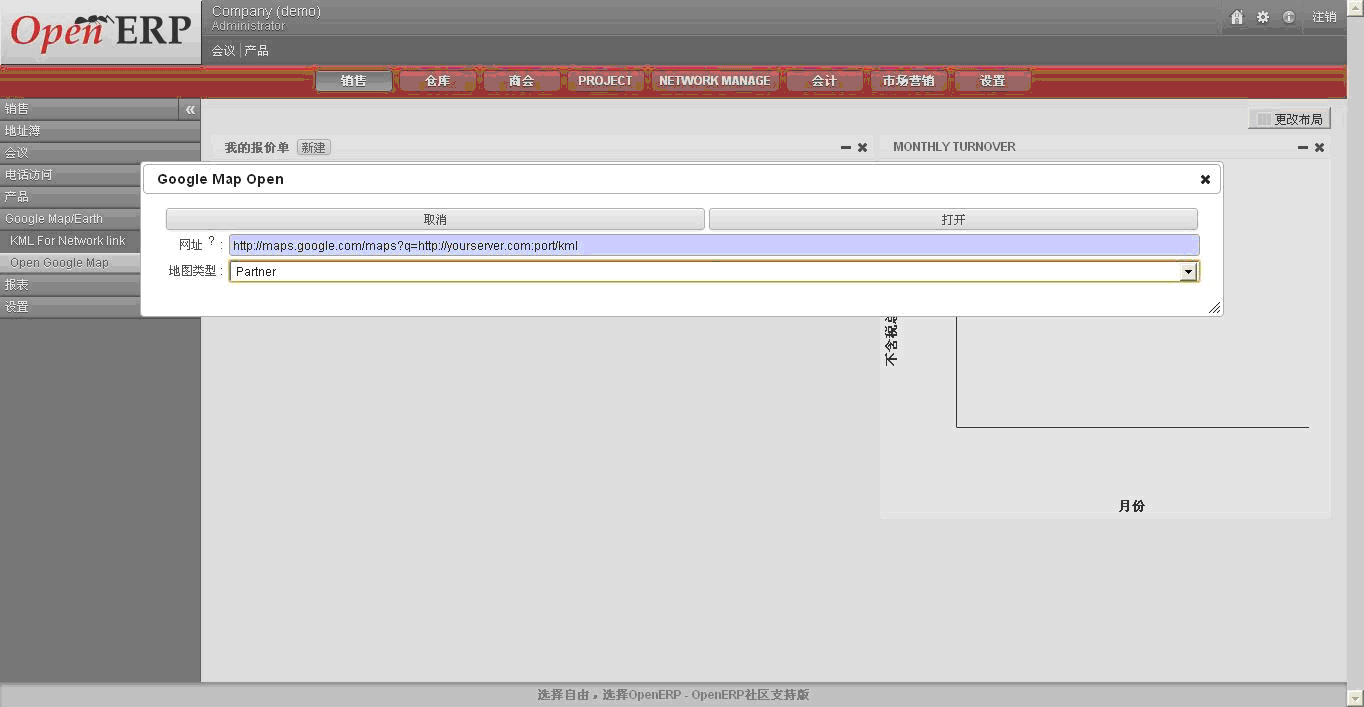 Open ERP
Company (demo)
Administrator
会议 | 产品
注销
销售 仓库 商会 PROJECT NETWORK MANAGE 会计 市场营销 设置
销售 «
地址簿
会议
电话访问
产品
Google Map/Earth
KML For Network link
Open Google Map
报表
设置
更改布局
我的报价单 新建
MONTHLY TURNOVER
Google Map Open
取消 打开
网址 ? : http://maps.google.com/maps?q=http://yourserver.com:port/kml
地图类型 : Partner
不含税
月份
选择自由，选择OpenERP - OpenERP社区支持版